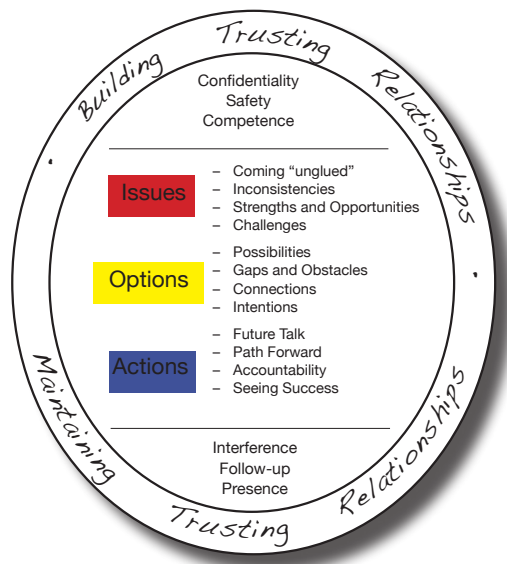 Building Trusting Relationships
Confidentiality
Safety
Competence
Issues
– Coming “unglued”
– Inconsistencies
– Strengths and Opportunities
– Challenges
Options
– Possibilities
– Gaps and Obstacles
– Connections
– Intentions
Actions
– Future Talk
– Path Forward
– Accountability
– Seeing Success
Interference
Follow-up
Presence
Maintaining Trusting Relationships